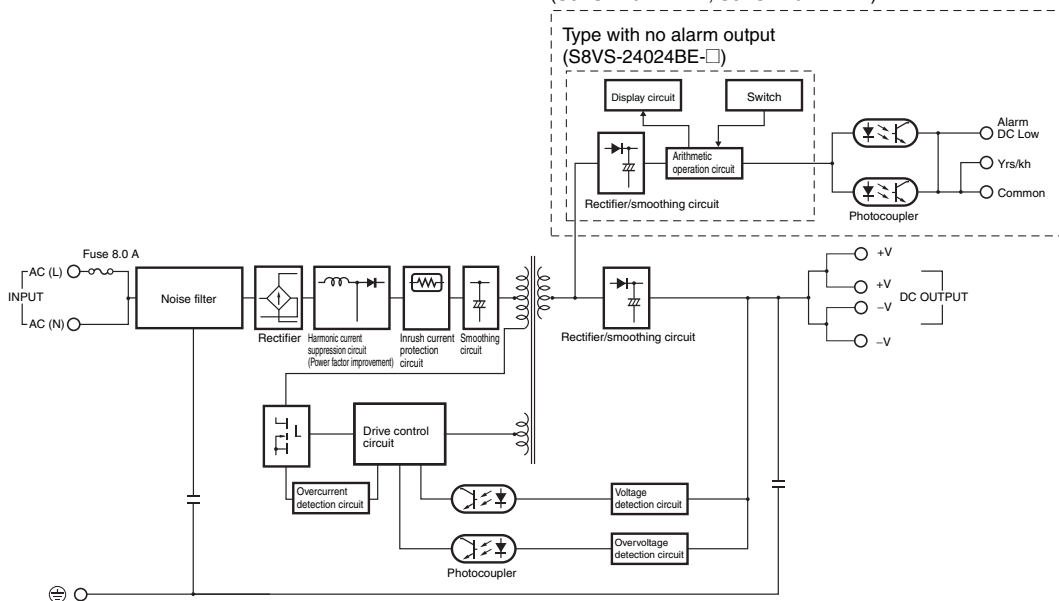 Type with no alarm output
(S8VS-24024BE-□)
Display circuit
Switch
Arithmetic
operation circuit
Rectifier/smoothing circuit
Alarm
DC Low
Yrs/kh
Common
Photocoupler
Fuse 8.0 A
AC (L)
INPUT
AC (N)
Noise filter
Rectifier
Harmonic current
suppression circuit
(Power factor improvement)
Inrush current
protection
circuit
Smoothing
circuit
Rectifier/smoothing circuit
+V
+V
DC OUTPUT
–V
–V
Drive control
circuit
Overcurrent
detection circuit
Voltage
detection circuit
Overvoltage
detection circuit
Photocoupler